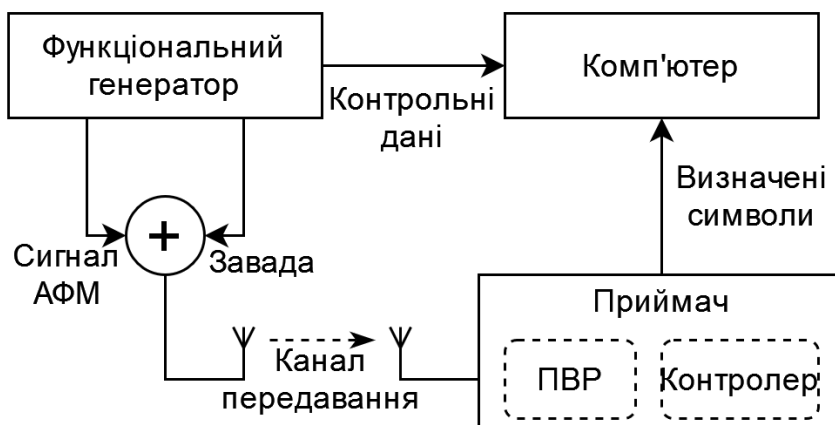 Функціональний
генератор
Комп'ютер
Контрольні
дані
Визначені
символи
+
Сигнал
АФМ
Завада
Приймач
Канал
передавання
ПВР
Контролер